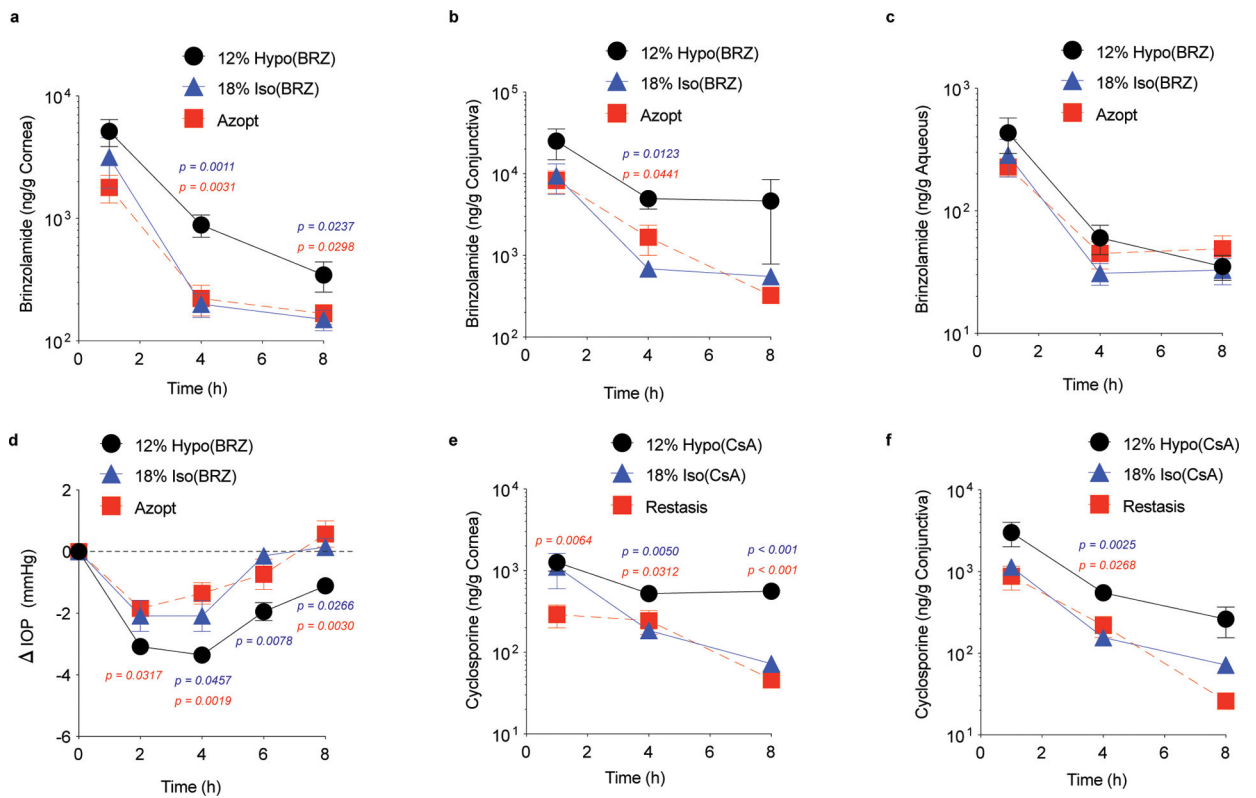 a
12% Hypo(BRZ)
18% Iso(BRZ)
Azopt
Brinzolamide (ng/g Cornea)
10^4
10^3
10^2
p = 0.0011
p = 0.0031
p = 0.0237
p = 0.0298
0 2 4 6 8
Time (h)
b
12% Hypo(BRZ)
18% Iso(BRZ)
Azopt
Brinzolamide (ng/g Conjunctiva)
10^5
10^4
10^3
10^2
p = 0.0123
p = 0.0441
0 2 4 6 8
Time (h)
c
12% Hypo(BRZ)
18% Iso(BRZ)
Azopt
Brinzolamide (ng/g Aqueous)
10^3
10^2
10^1
0 2 4 6 8
Time (h)
d
12% Hypo(BRZ)
18% Iso(BRZ)
Azopt
Δ IOP (mmHg)
2
0
-2
-4
-6
p = 0.0317
p = 0.0457
p = 0.0019
p = 0.0078
p = 0.0266
p = 0.0030
0 2 4 6 8
Time (h)
e
12% Hypo(CsA)
18% Iso(CsA)
Restasis
Cyclosporine (ng/g Cornea)
10^4
10^3
10^2
10^1
p = 0.0064
p = 0.0050
p = 0.0312
p < 0.001
p < 0.001
0 2 4 6 8
Time (h)
f
12% Hypo(CsA)
18% Iso(CsA)
Restasis
Cyclosporine (ng/g Conjunctiva)
10^4
10^3
10^2
10^1
p = 0.0025
p = 0.0268
0 2 4 6 8
Time (h)